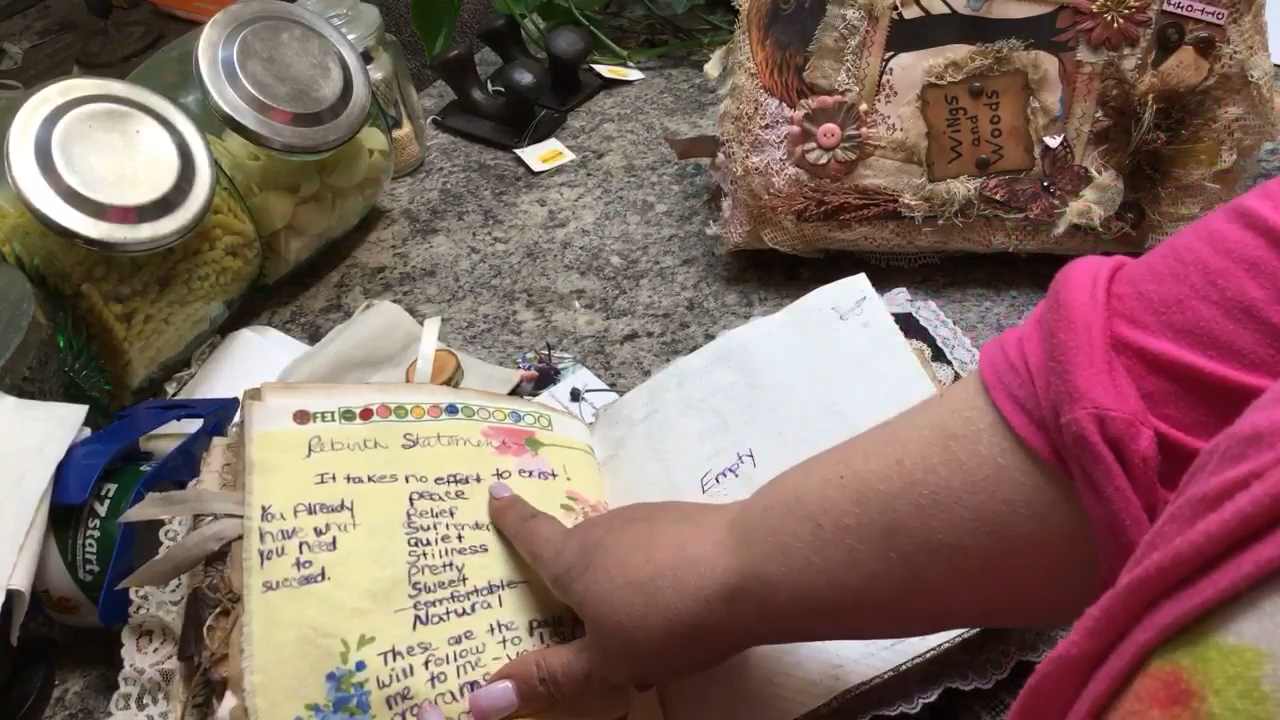 Wings
and
Woods
FEI
Rebirth Statement
It takes no effort to exist!
You Already
have what
you need
to
succeed.
peace
Relief
Surrender
quiet
Stillness
pretty
Sweet
comfortable
Natural
These are the
will follow to
me to me
Empty
EZ start